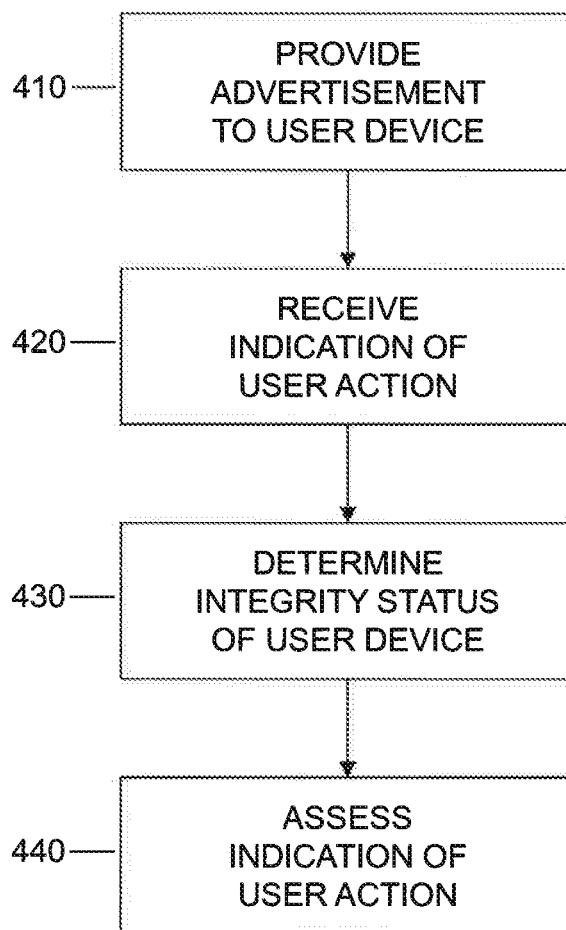 410
PROVIDE
ADVERTISEMENT
TO USER DEVICE
420
RECEIVE
INDICATION OF
USER ACTION
430
DETERMINE
INTEGRITY STATUS
OF USER DEVICE
440
ASSESS
INDICATION OF
USER ACTION